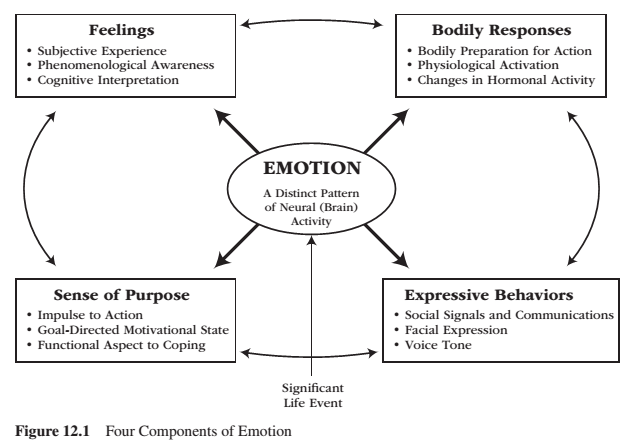 Feelings
• Subjective Experience
• Phenomenological Awareness
• Cognitive Interpretation
Bodily Responses
• Bodily Preparation for Action
• Physiological Activation
• Changes in Hormonal Activity
EMOTION
A Distinct Pattern
of Neural (Brain)
Activity
Sense of Purpose
• Impulse to Action
• Goal-Directed Motivational State
• Functional Aspect to Coping
Expressive Behaviors
• Social Signals and Communications
• Facial Expression
• Voice Tone
Significant
Life Event
Figure 12.1 Four Components of Emotion